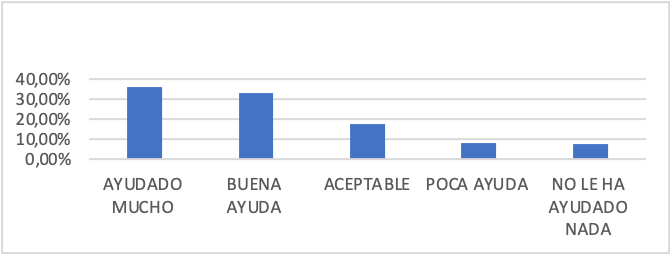 40,00%
30,00%
20,00%
10,00%
0,00%
AYUDADO
MUCHO
BUENA
AYUDA
ACEPTABLE
POCA AYUDA
NO LE HA
AYUDADO
NADA